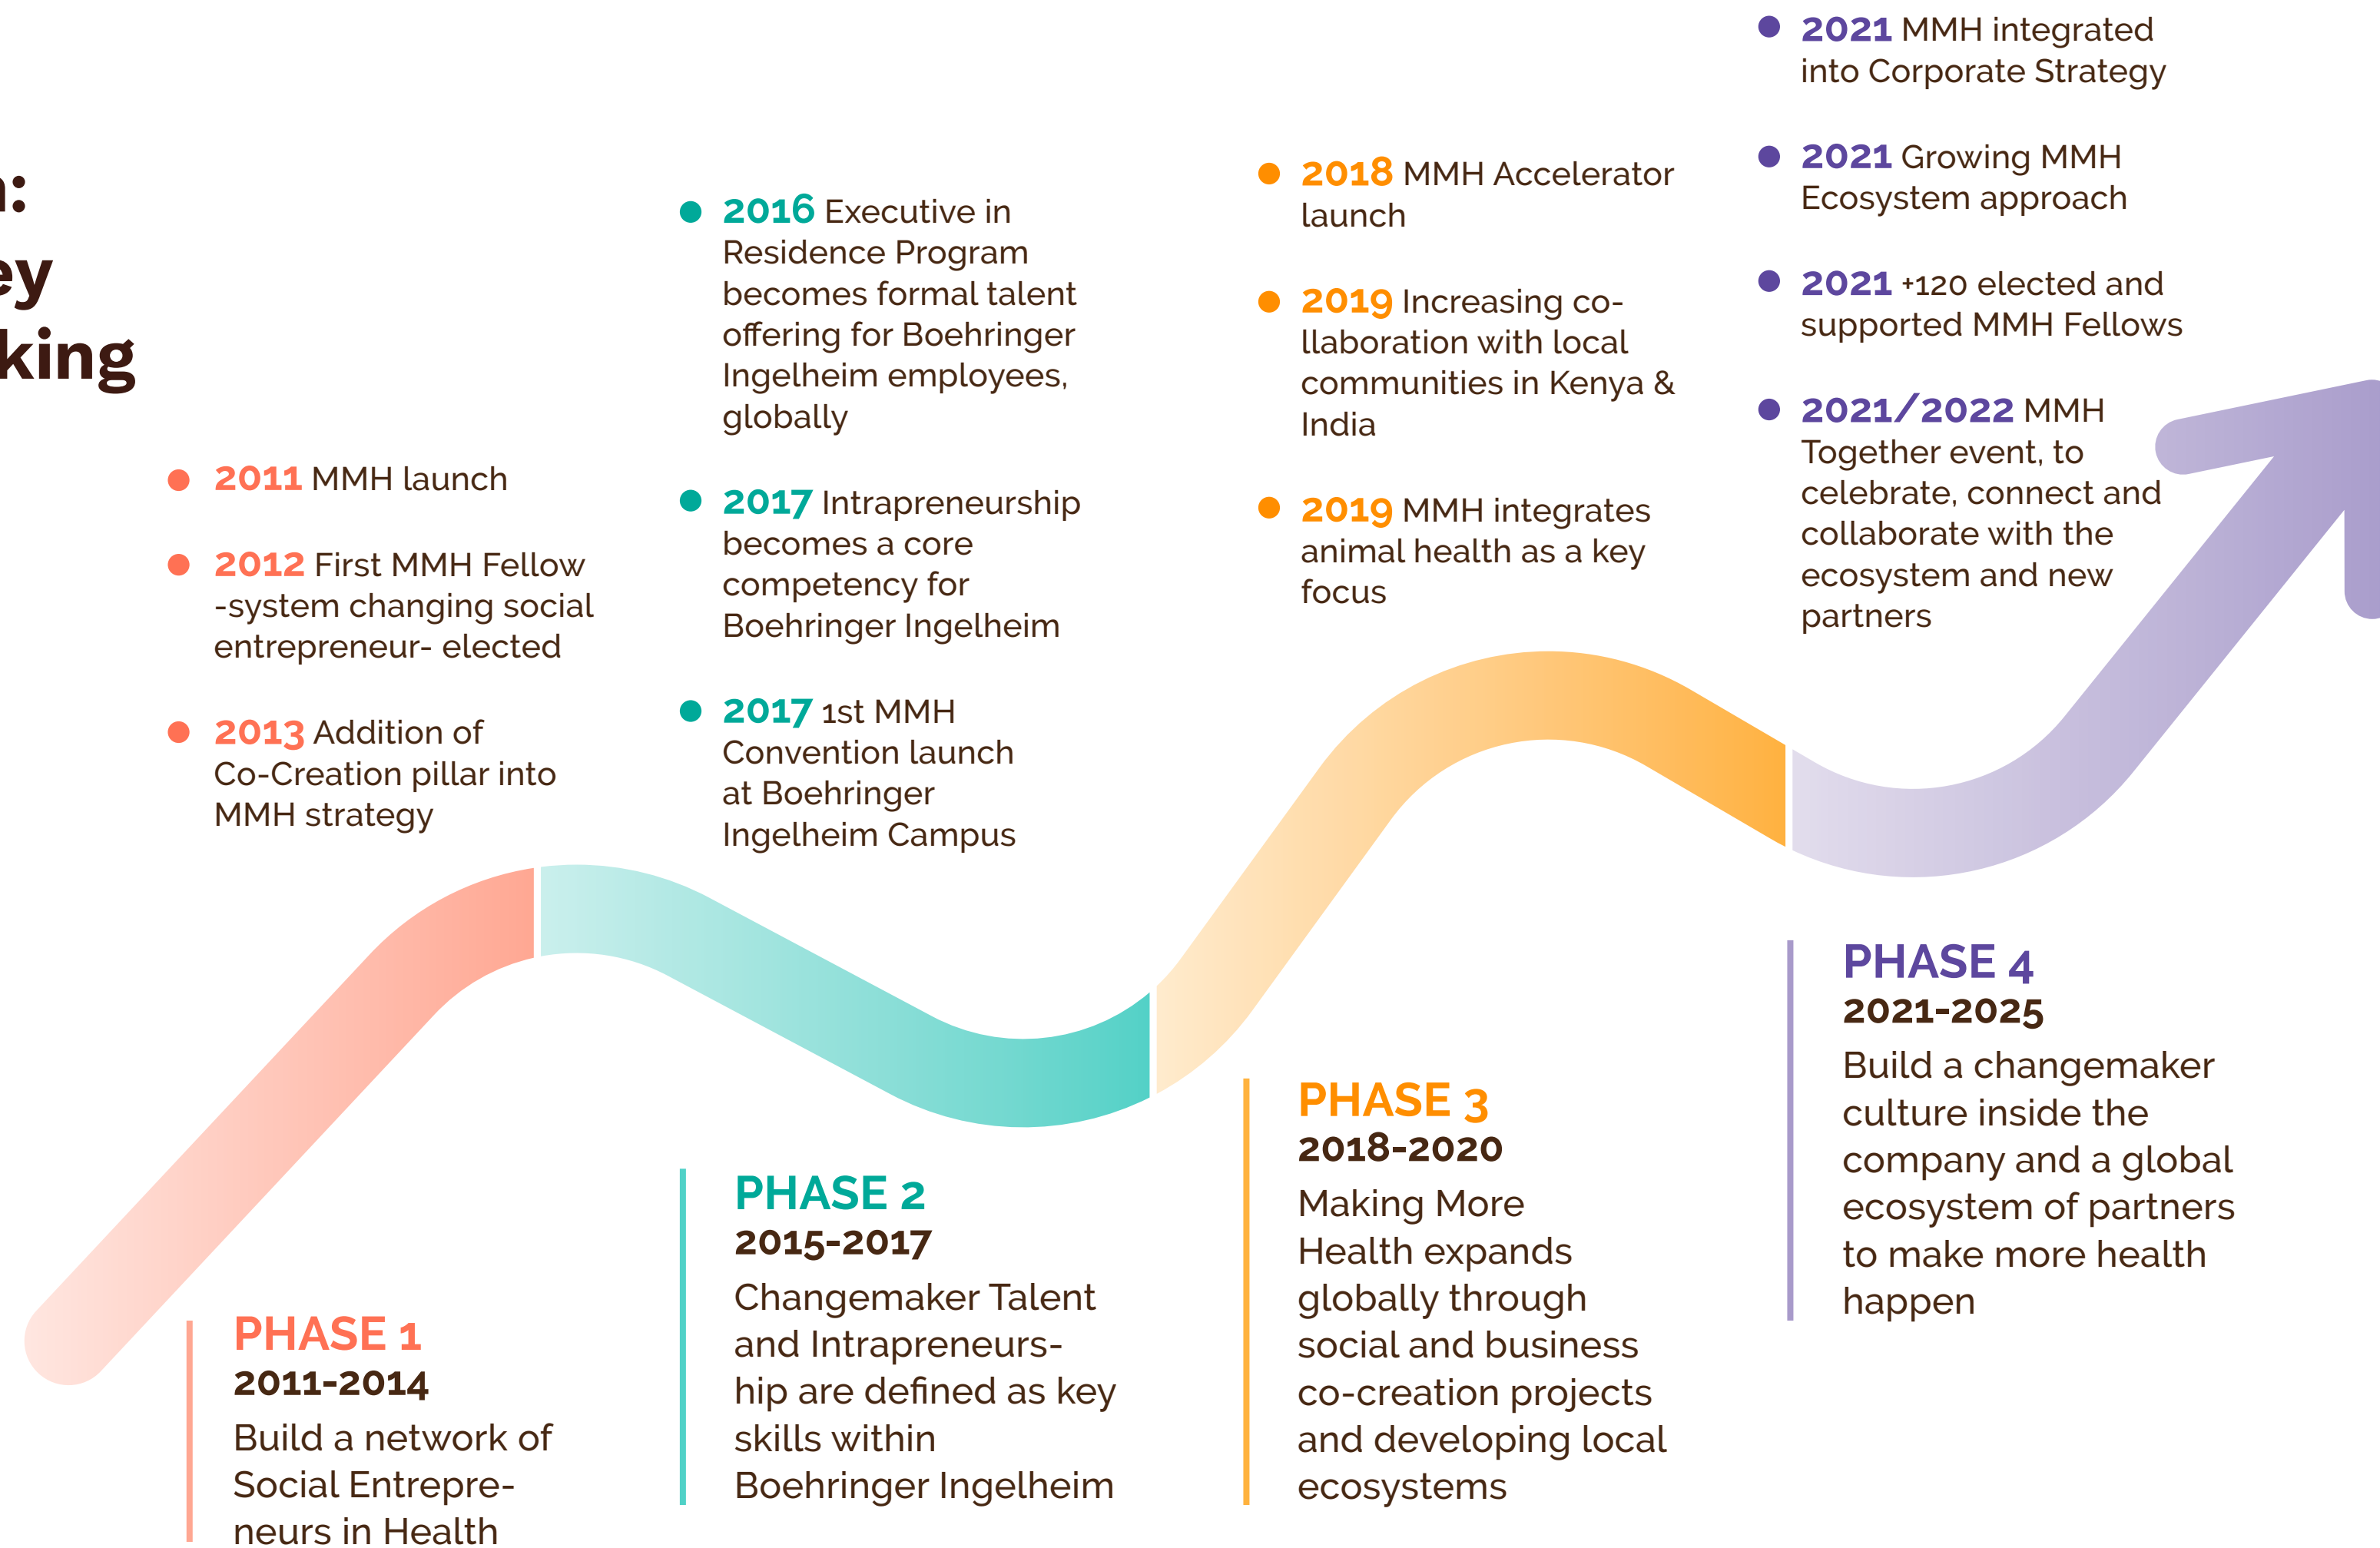 ey
king
2011 MMH launch
2012 First MMH Fellow
-system changing social
entrepreneur- elected
2013 Addition of
Co-Creation pillar into
MMH strategy
2016 Executive in
Residence Program
becomes formal talent
offering for Boehringer
Ingelheim employees,
globally
2017 Intrapreneurship
becomes a core
competency for
Boehringer Ingelheim
2017 1st MMH
Convention launch
at Boehringer
Ingelheim Campus
2018 MMH Accelerator
launch
2019 Increasing co-
llaboration with local
communities in Kenya &
India
2019 MMH integrates
animal health as a key
focus
2021 MMH integrated
into Corporate Strategy
2021 Growing MMH
Ecosystem approach
2021 +120 elected and
supported MMH Fellows
2021/2022 MMH
Together event, to
celebrate, connect and
collaborate with the
ecosystem and new
partners
PHASE 1
2011-2014
Build a network of
Social Entrepre-
neurs in Health
PHASE 2
2015-2017
Changemaker Talent
and Intrapreneurs-
hip are defined as key
skills within
Boehringer Ingelheim
PHASE 3
2018-2020
Making More
Health expands
globally through
social and business
co-creation projects
and developing local
ecosystems
PHASE 4
2021-2025
Build a changemaker
culture inside the
company and a global
ecosystem of partners
to make more health
happen